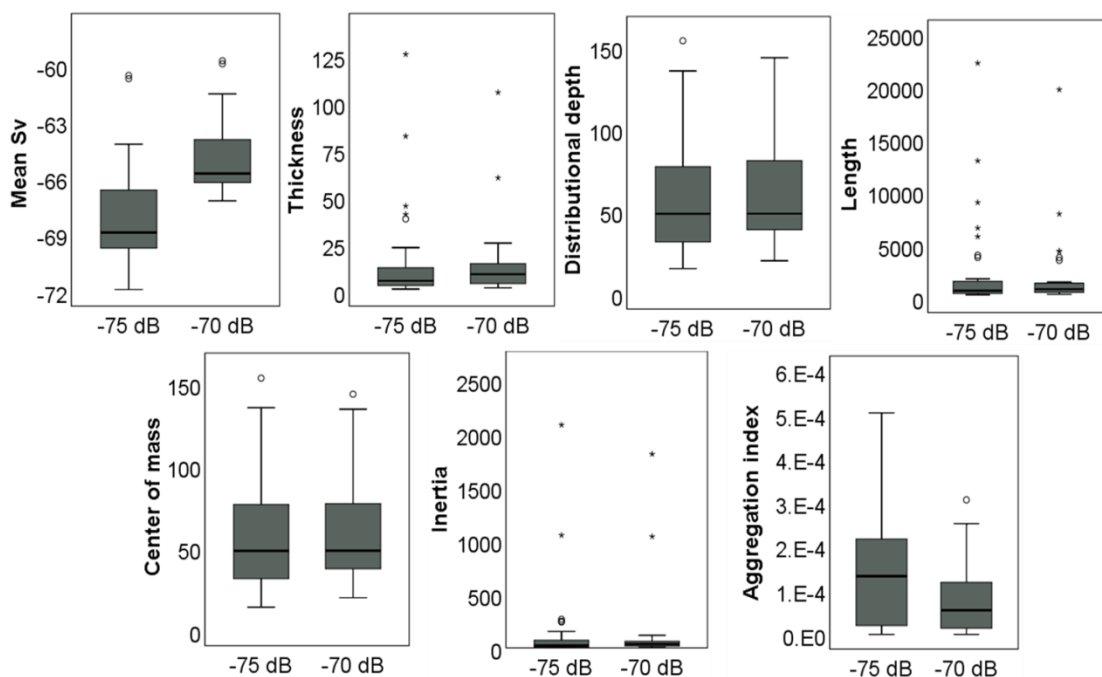 Mean Sv
-60
-63
-66
-69
-72
-75 dB -70 dB
Thickness
125
100
75
50
25
0
-75 dB -70 dB
Distributional depth
150
100
50
0
-75 dB -70 dB
Length
25000
20000
15000
10000
5000
0
-75 dB -70 dB
Center of mass
150
100
50
0
-75 dB -70 dB
Inertia
2500
2000
1500
1000
500
0
-75 dB -70 dB
Aggregation index
6.E-4
5.E-4
4.E-4
3.E-4
2.E-4
1.E-4
0.E0
-75 dB -70 dB